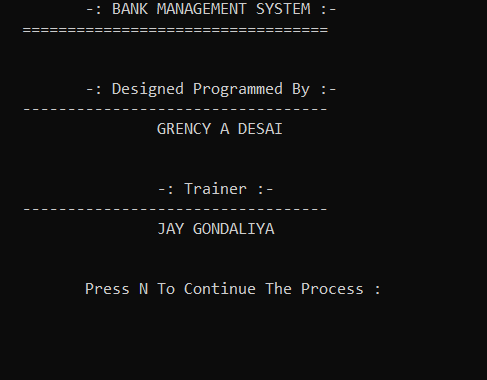 -: BANK MANAGEMENT SYSTEM :-
==================================
-: Designed Programmed By :-
----------------------------------
GRENCY A DESAI
-: Trainer :-
----------------------------------
JAY GONDALIYA
Press N To Continue The Process :